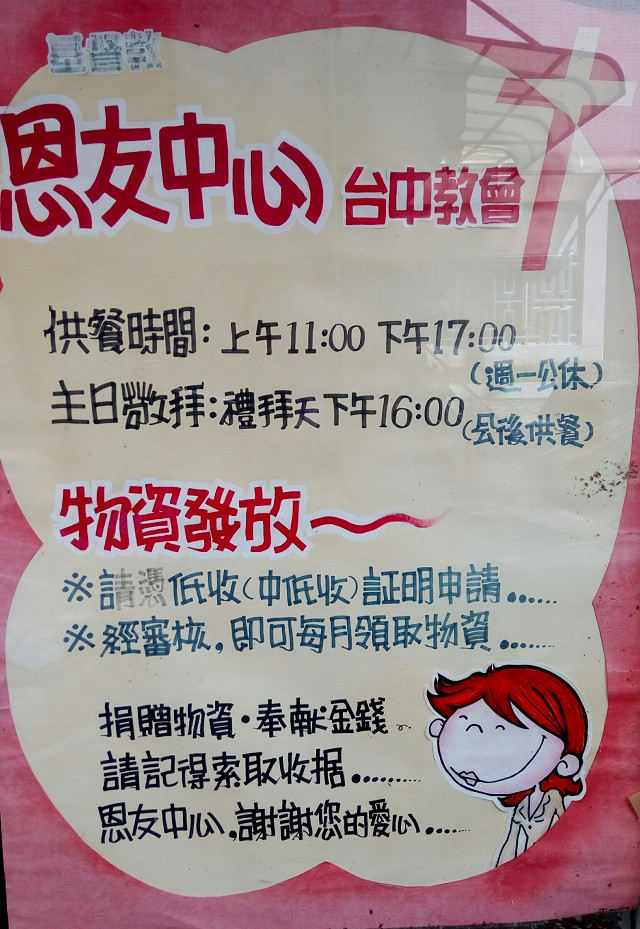 基督教
恩友中心 台中教會
供餐時間：上午11:00 下午17:00
(週一公休)
主日敬拜：禮拜天下午16:00
(會後供餐)
物資發放～
※請憑低收(中低收)証明申請......
※經審核，即可每月領取物資......
捐贈物資·奉献金錢～
請記得索取收据.........
恩友中心，謝謝您的愛心.....